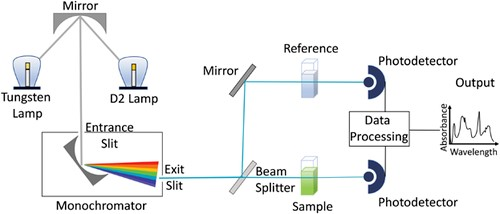 Mirror
Tungsten
Lamp
D2 Lamp
Entrance
Slit
Exit
Slit
Monochromator
Mirror
Beam
Splitter
Reference
Sample
Photodetector
Data
Processing
Photodetector
Output
Absorbance
Wavelength